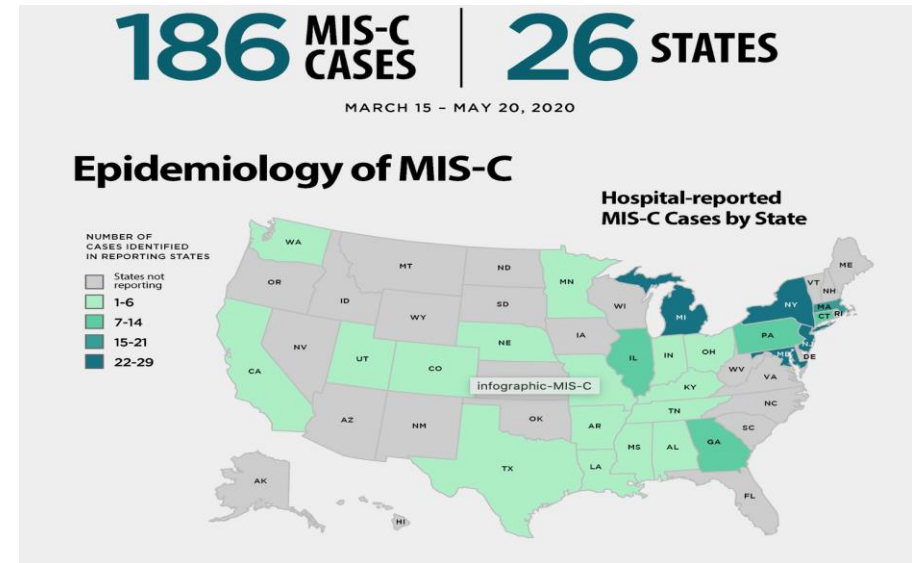 186 MIS-C CASES
26 STATES
MARCH 15 – MAY 20, 2020
Epidemiology of MIS-C
Hospital-reported
MIS-C Cases by State
NUMBER OF
CASES IDENTIFIED
IN REPORTING STATES
States not
reporting
1-6
7-14
15-21
22-29
WA
MT
ND
MN
ME
OR
ID
SD
WI
VT
NH
WY
MI
NY
MA
CT
RI
NV
IA
PA
NJ
NE
IL
IN
OH
DE
UT
CO
WV
CA
infographic-MIS-C
KY
VA
NC
AZ
NM
OK
AR
TN
SC
MS
AL
GA
TX
LA
AK
FL
HI